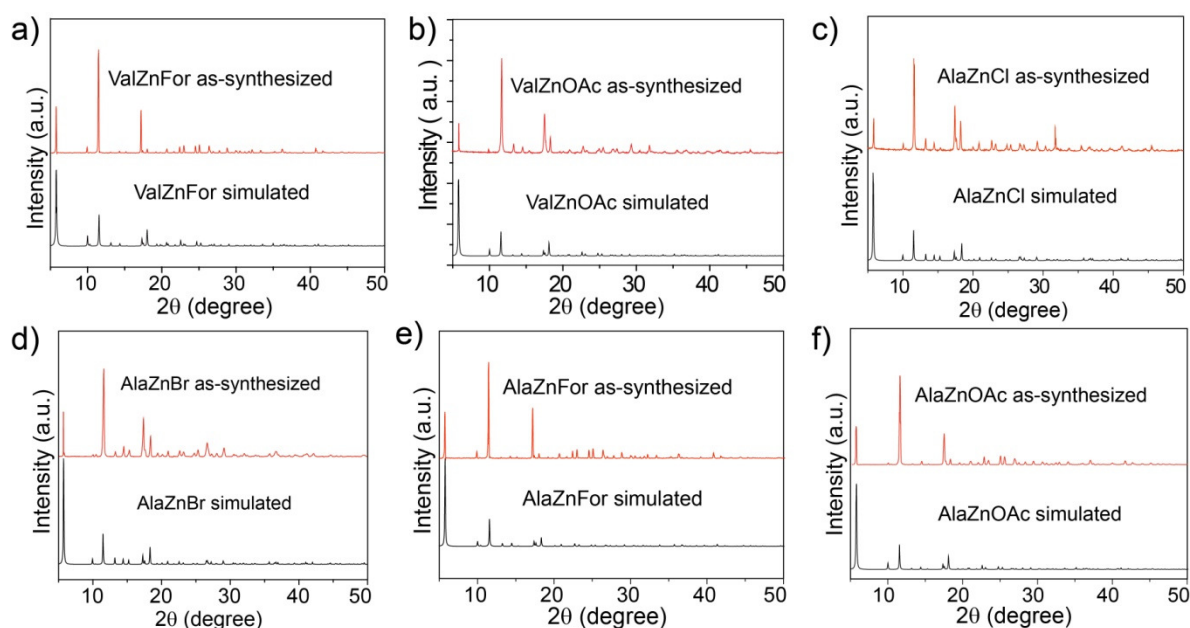 a)
ValZnFor as-synthesized
ValZnFor simulated
Intensity (a.u.)
10 20 30 40 50
2θ (degree)
b)
ValZnOAc as-synthesized
ValZnOAc simulated
Intensity (a.u.)
10 20 30 40 50
2θ (degree)
c)
AlaZnCl as-synthesized
AlaZnCl simulated
Intensity (a.u.)
10 20 30 40 50
2θ (degree)
d)
AlaZnBr as-synthesized
AlaZnBr simulated
Intensity (a.u.)
10 20 30 40 50
2θ (degree)
e)
AlaZnFor as-synthesized
AlaZnFor simulated
Intensity (a.u.)
10 20 30 40 50
2θ (degree)
f)
AlaZnOAc as-synthesized
AlaZnOAc simulated
Intensity (a.u.)
10 20 30 40 50
2θ (degree)